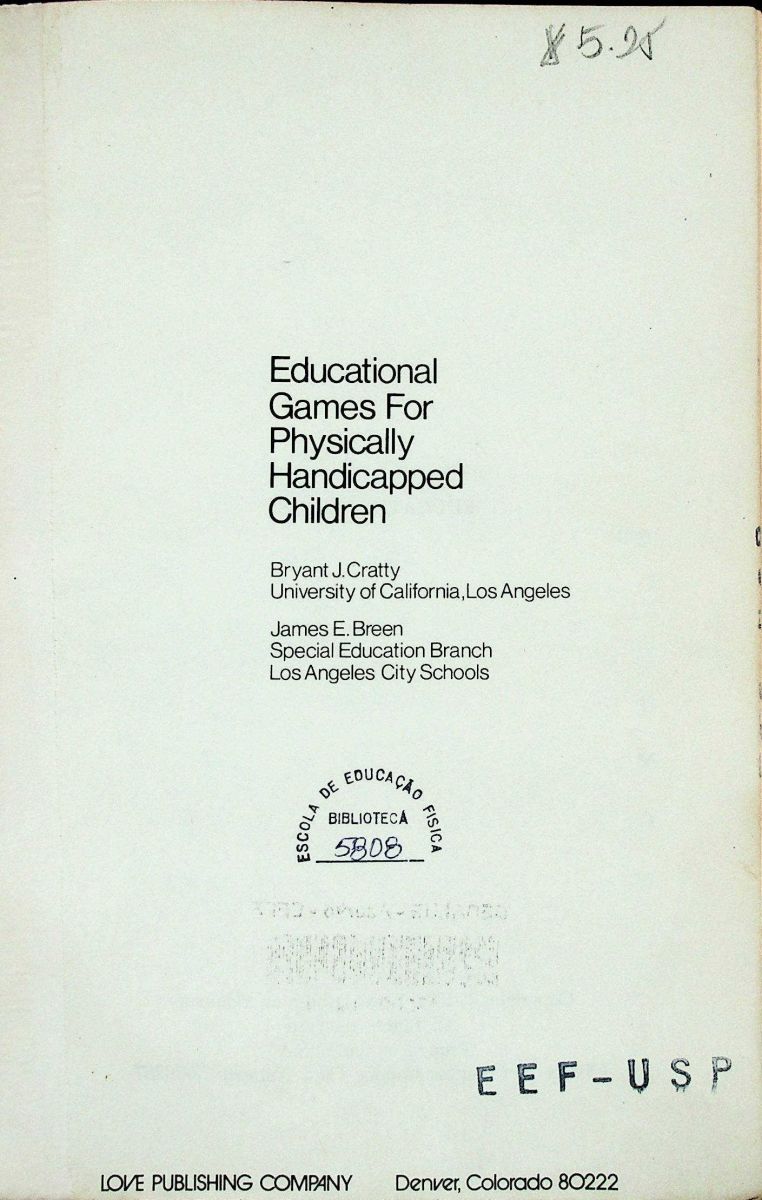 $ 5.25
Educational
Games For
Physically
Handicapped
Children
Bryant J. Cratty
University of California, Los Angeles
James E. Breen
Special Education Branch
Los Angeles City Schools
ESCOLA DE EDUCAÇÃO FISICA
BIBLIOTECA
5808
EEF-USP
LOVE PUBLISHING COMPANY Denver, Colorado 80222